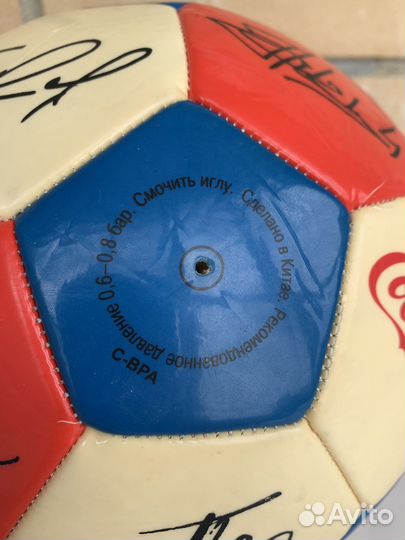 Сделано в Китае. Рекомендованное давление 0,6–0,8 бар. Смочить иглу.
C-BPA
Avito